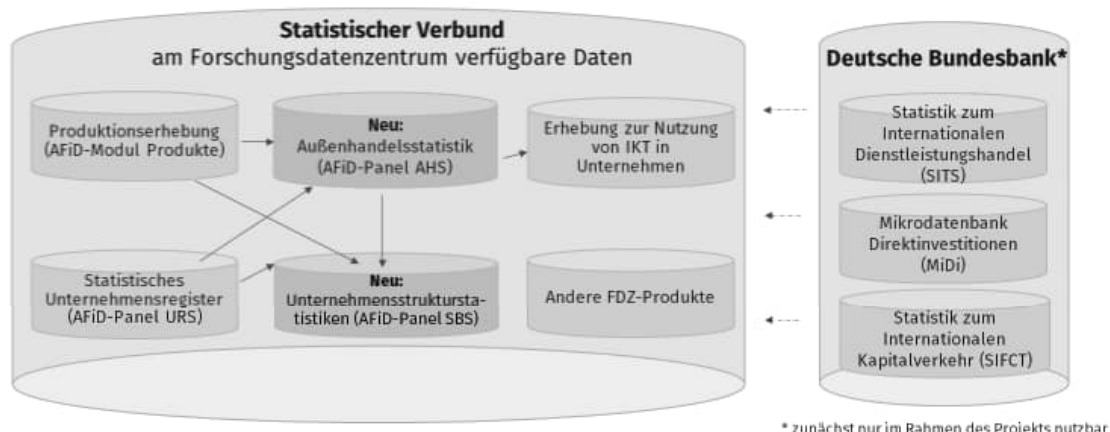 Statistischer Verbund
am Forschungsdatenzentrum verfügbare Daten
Produktionserhebung
(AFiD-Modul Produkte)
Neu:
Außenhandelsstatistik
(AFiD-Panel AHS)
Erhebung zur Nutzung
von IKT in
Unternehmen
Statistisches
Unternehmensregister
(AFiD-Panel URS)
Neu:
Unternehmensstruktursta-
tistiken (AFiD-Panel SBS)
Andere FDZ-Produkte
Deutsche Bundesbank*
Statistik zum
Internationalen
Dienstleistungshandel
(SITS)
Mikrodatenbank
Direktinvestitionen
(MiDi)
Statistik zum
Internationalen
Kapitalverkehr (SIFCT)
* zunächst nur im Rahmen des Projekts nutzbar